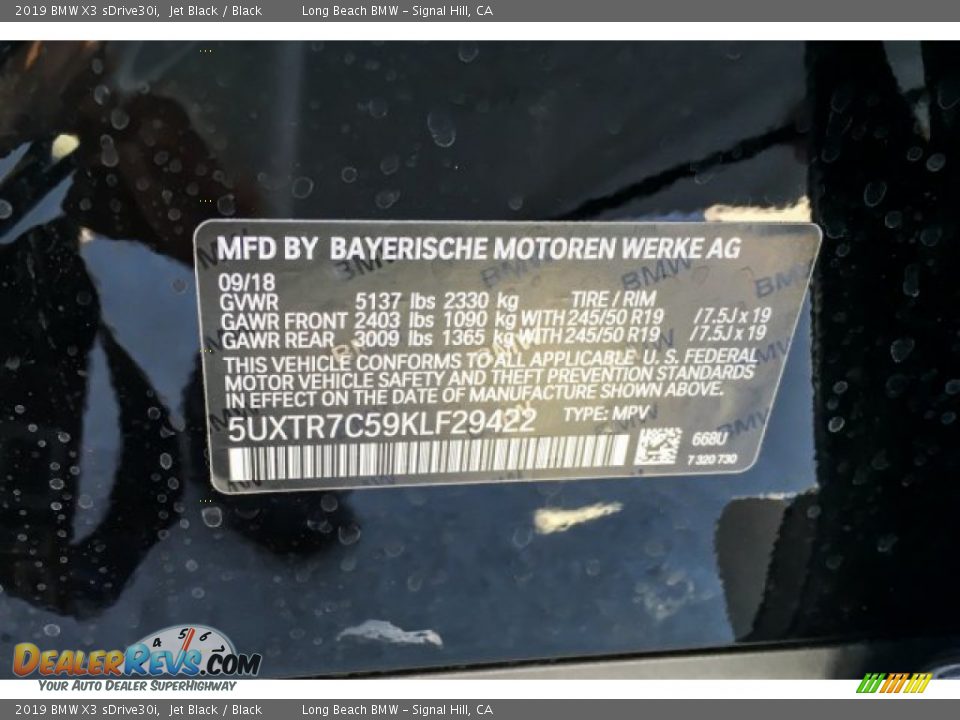 2019 BMW X3 sDrive30i, Jet Black / Black Long Beach BMW - Signal Hill, CA
MFD BY BAYERISCHE MOTOREN WERKE AG
09/18
GVWR 5137 lbs 2330 kg TIRE / RIM
GAWR FRONT 2403 lbs 1090 kg WITH 245/50 R19 /7.5J x 19
GAWR REAR 3009 lbs 1365 kg WITH 245/50 R19 /7.5J x 19
THIS VEHICLE CONFORMS TO ALL APPLICABLE U. S. FEDERAL
MOTOR VEHICLE SAFETY AND THEFT PREVENTION STANDARDS
IN EFFECT ON THE DATE OF MANUFACTURE SHOWN ABOVE.
5UXTR7C59KLF29422 TYPE: MPV
668U
7 320 730
4 5 6 7
DEALERREVS.COM
YOUR AUTO DEALER SUPERHIGHWAY
2019 BMW X3 sDrive30i, Jet Black / Black Long Beach BMW - Signal Hill, CA